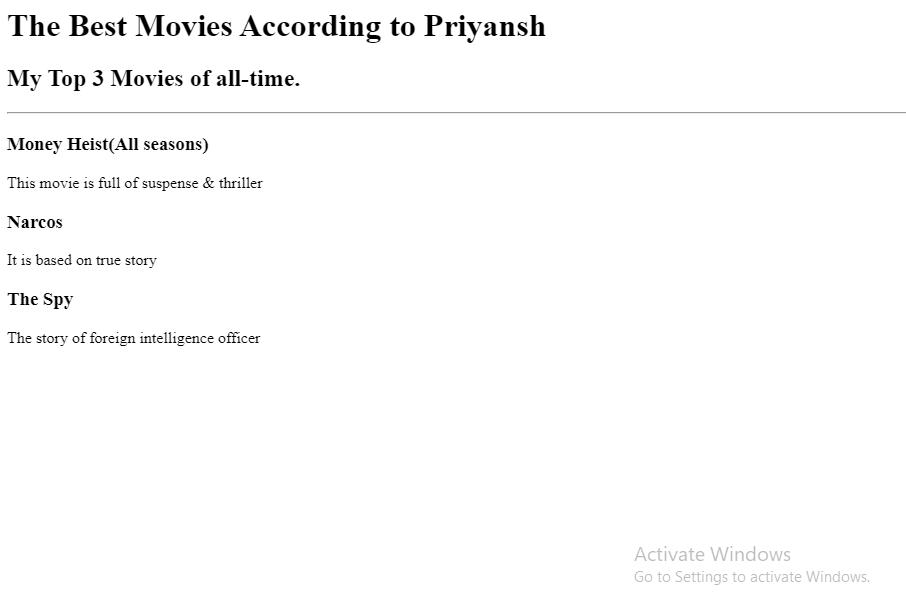 The Best Movies According to Priyansh
My Top 3 Movies of all-time.
Money Heist(All seasons)
This movie is full of suspense & thriller
Narcos
It is based on true story
The Spy
The story of foreign intelligence officer
Activate Windows
Go to Settings to activate Windows.